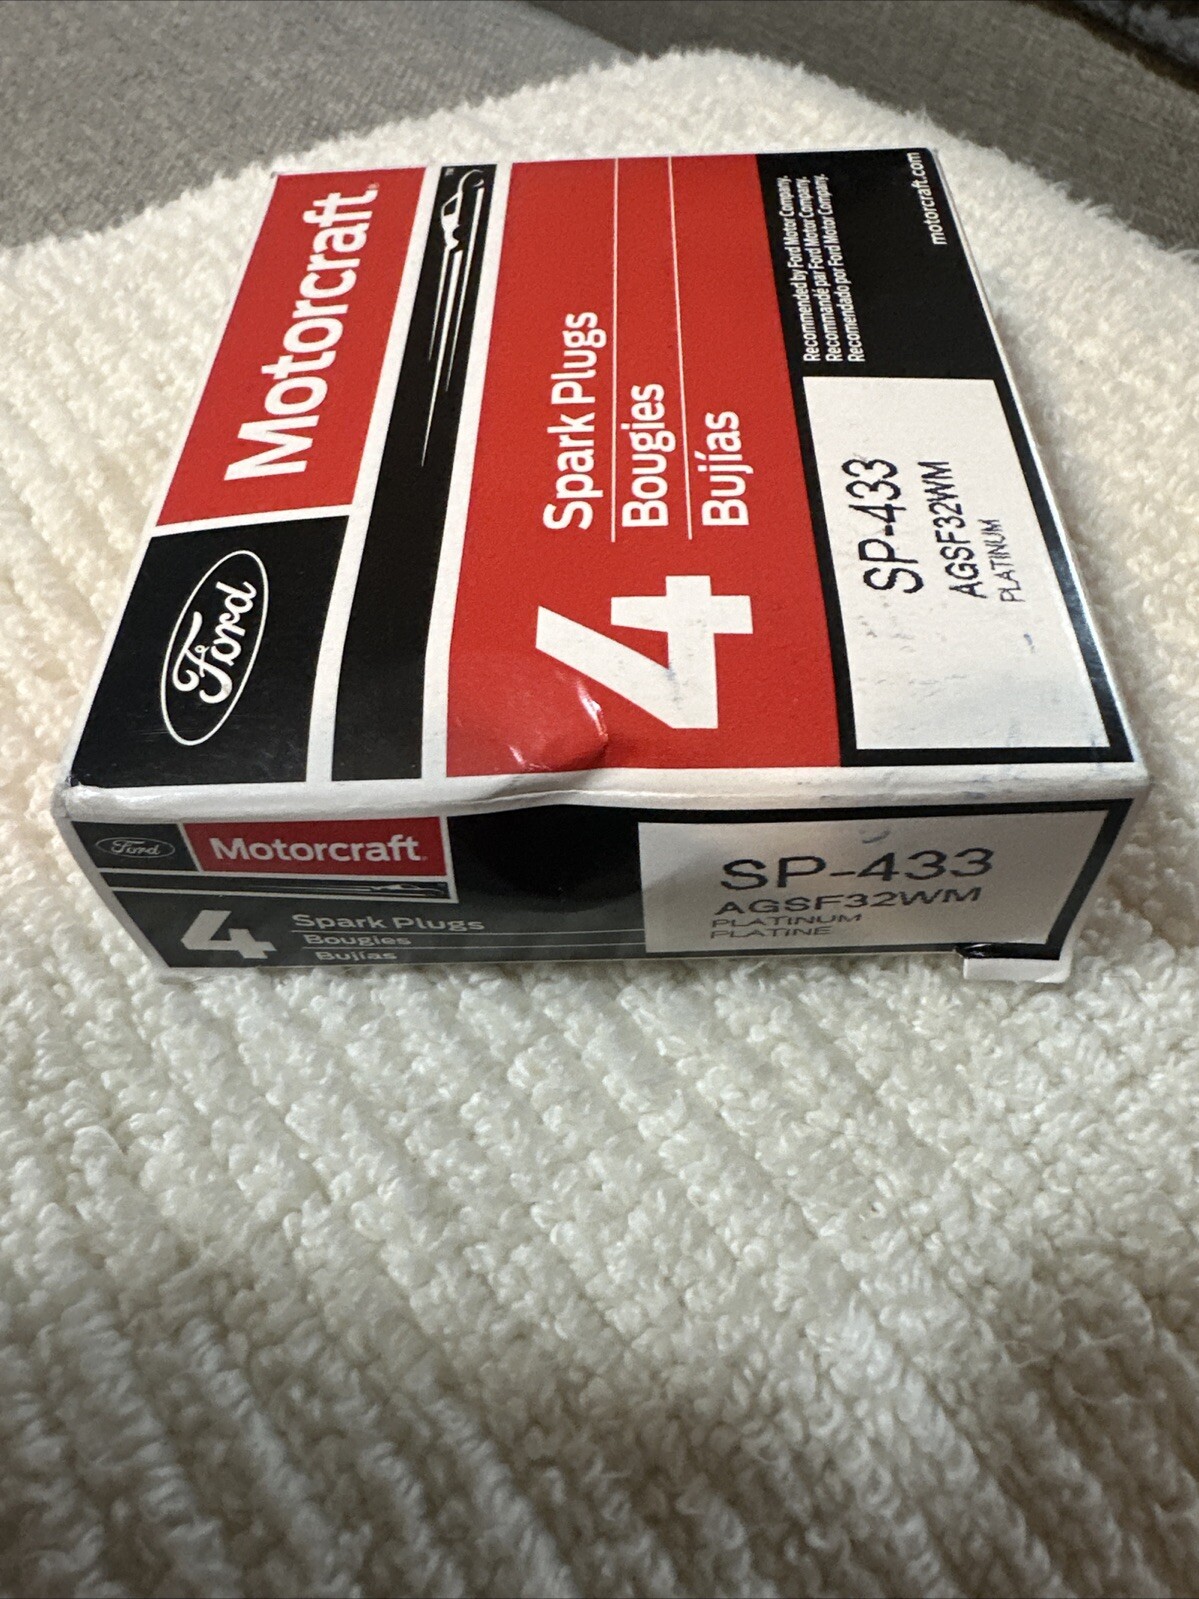 Ford
Motorcraft®
™
4
Spark Plugs
Bougies
Bujías
Recommended by Ford Motor Company.
Recommandé par Ford Motor Company.
Recomendado por Ford Motor Company.
motorcraft.com
SP-433
AGSF32WM
PLATINUM
Ford
Motorcraft®
4
Spark Plugs
Bougies
Bujías
SP-433
AGSF32WM
PLATINUM
PLATINE